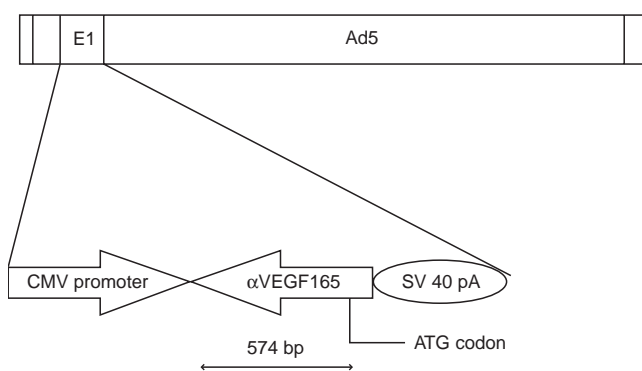 E1
Ad5
CMV promoter
αVEGF165
SV 40 pA
574 bp
ATG codon